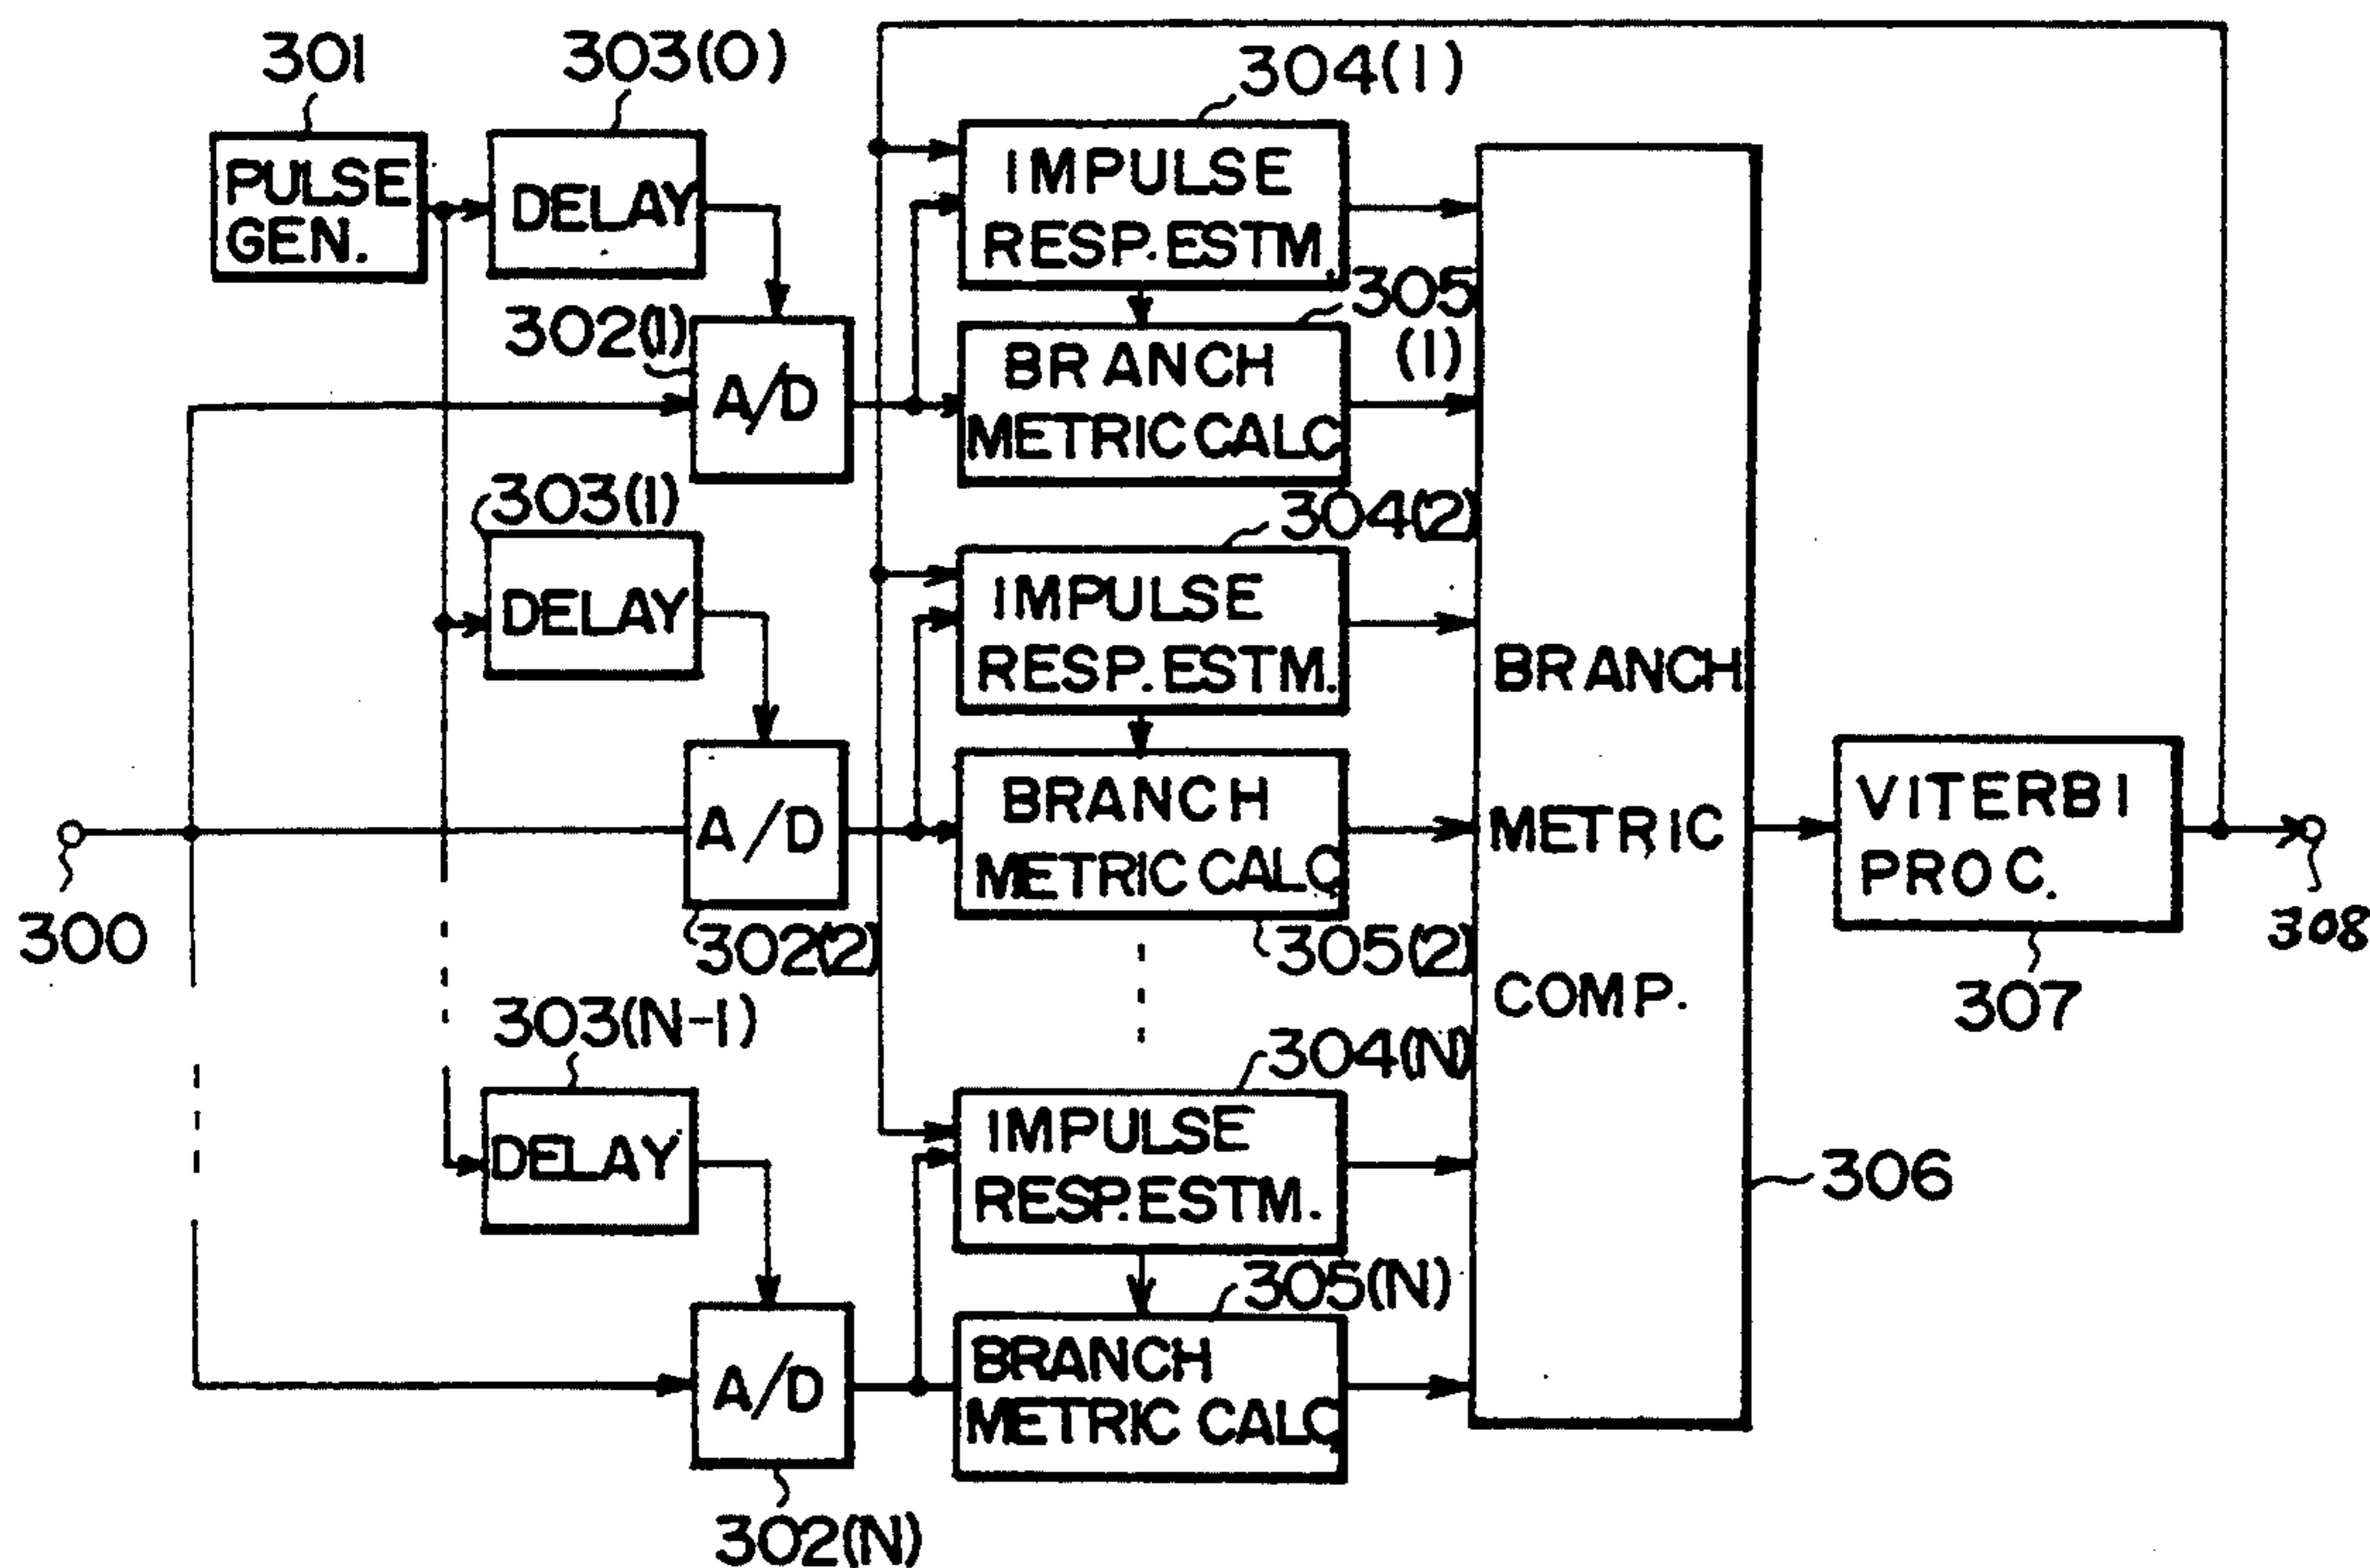 301
303(0)
304(1)
PULSE
GEN.
DELAY
IMPULSE
RESP.ESTM.
302(1)
305
(1)
A/D
BRANCH
METRIC CALC
303(1)
304(2)
DELAY
IMPULSE
RESP.ESTM.
BRANCH
METRIC
COMP.
A/D
BRANCH
METRIC CALC
VITERBI
PROC.
300
302(2)
305(2)
308
307
303(N-1)
304(N)
DELAY
IMPULSE
RESP.ESTM.
306
305(N)
A/D
BRANCH
METRIC CALC
302(N)